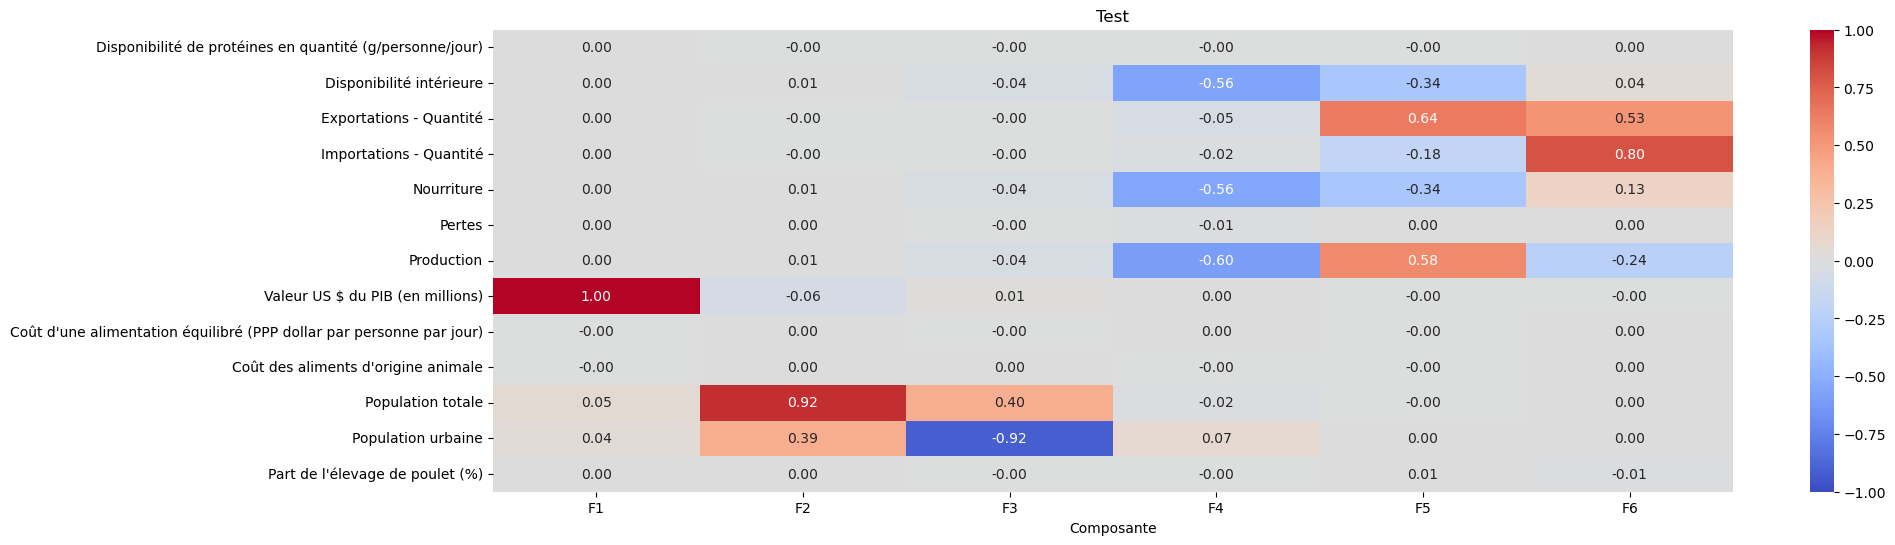 Test
Disponibilité de protéines en quantité (g/personne/jour) 0.00 -0.00 -0.00 -0.00 -0.00 0.00
Disponibilité intérieure 0.00 0.01 -0.04 -0.56 -0.34 0.04
Exportations - Quantité 0.00 -0.00 -0.00 -0.05 0.64 0.53
Importations - Quantité 0.00 -0.00 -0.00 -0.02 -0.18 0.80
Nourriture 0.00 0.01 -0.04 -0.56 -0.34 0.13
Pertes 0.00 0.00 -0.00 -0.01 0.00 0.00
Production 0.00 0.01 -0.04 -0.60 0.58 -0.24
Valeur US $ du PIB (en millions) 1.00 -0.06 0.01 0.00 -0.00 -0.00
Coût d'une alimentation équilibré (PPP dollar par personne par jour) -0.00 0.00 -0.00 0.00 -0.00 0.00
Coût des aliments d'origine animale -0.00 0.00 0.00 -0.00 -0.00 0.00
Population totale 0.05 0.92 0.40 -0.02 -0.00 0.00
Population urbaine 0.04 0.39 -0.92 0.07 0.00 0.00
Part de l'élevage de poulet (%) 0.00 0.00 -0.00 -0.00 0.01 -0.01
F1 F2 F3 F4 F5 F6
Composante
1.00
0.75
0.50
0.25
0.00
−0.25
−0.50
−0.75
−1.00